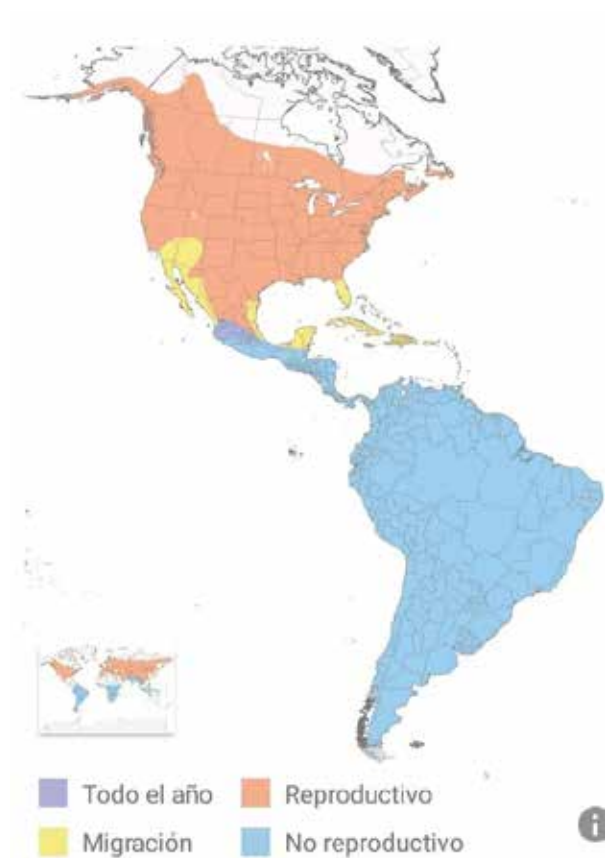 Todo el año
Reproductivo
Migración
No reproductivo
i